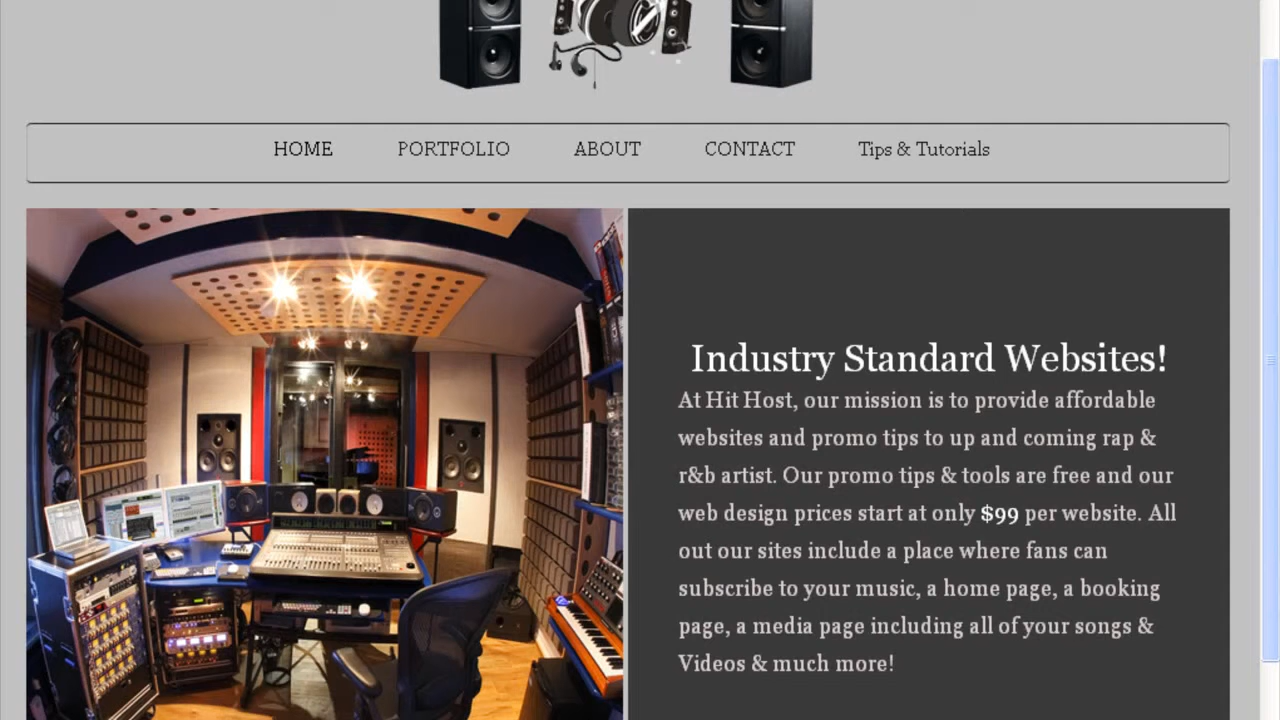 HOME PORTFOLIO ABOUT CONTACT Tips & Tutorials
Industry Standard Websites!
At Hit Host, our mission is to provide affordable
websites and promo tips to up and coming rap &
r&b artist. Our promo tips & tools are free and our
web design prices start at only $99 per website. All
out our sites include a place where fans can
subscribe to your music, a home page, a booking
page, a media page including all of your songs &
Videos & much more!